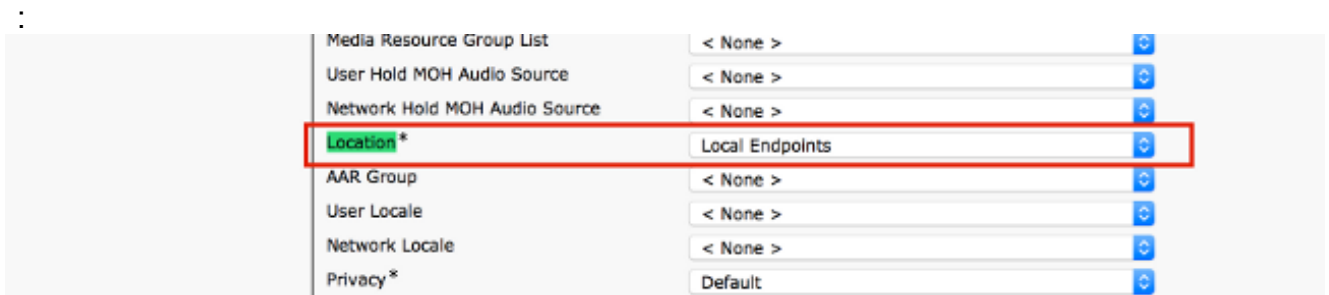 :
Media Resource Group List < None >
User Hold MOH Audio Source < None >
Network Hold MOH Audio Source < None >
Location* Local Endpoints
AAR Group < None >
User Locale < None >
Network Locale < None >
Privacy* Default